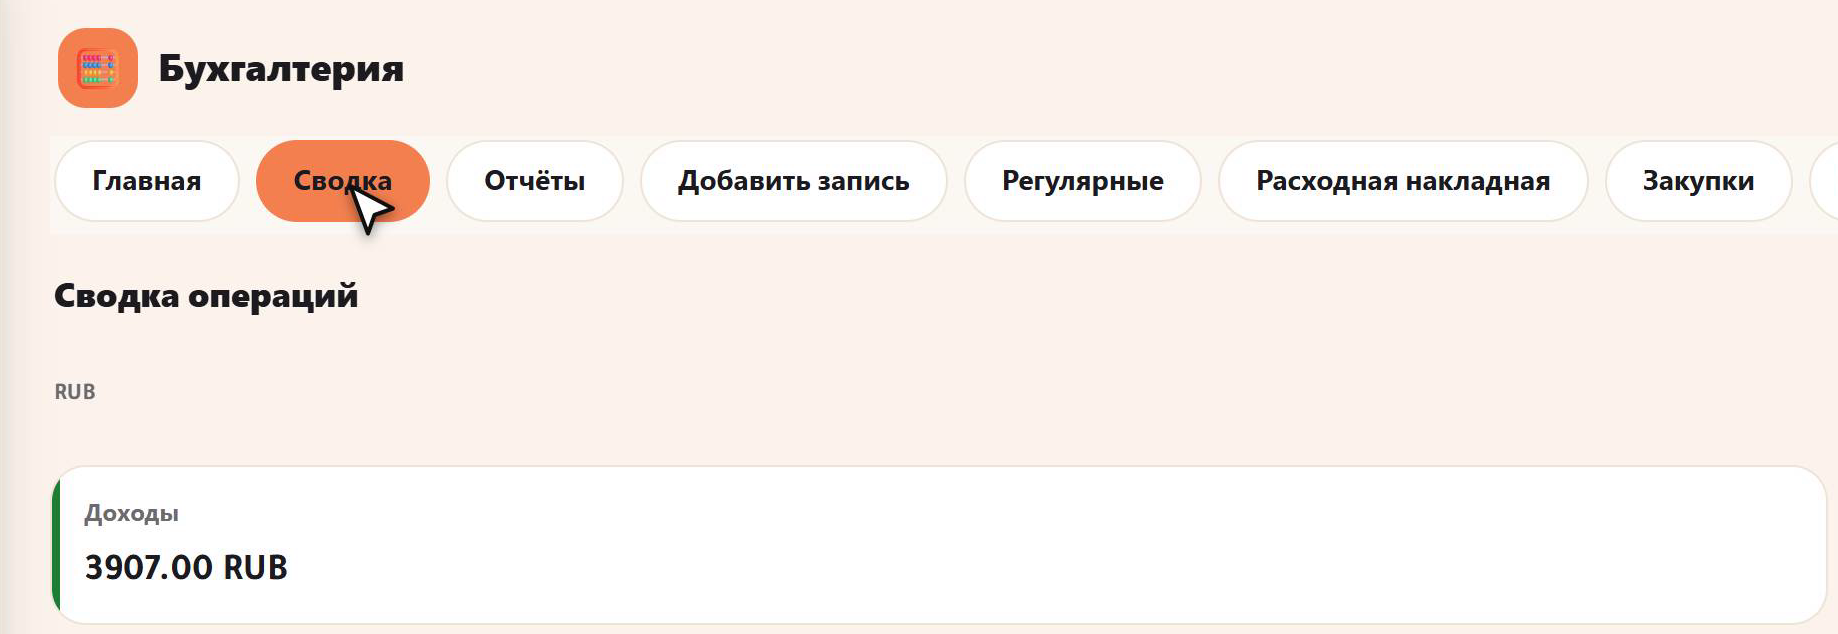 Бухгалтерия
Главная Сводка Отчёты Добавить запись Регулярные Расходная накладная Закупки
Сводка операций
RUB
Доходы
3907.00 RUB